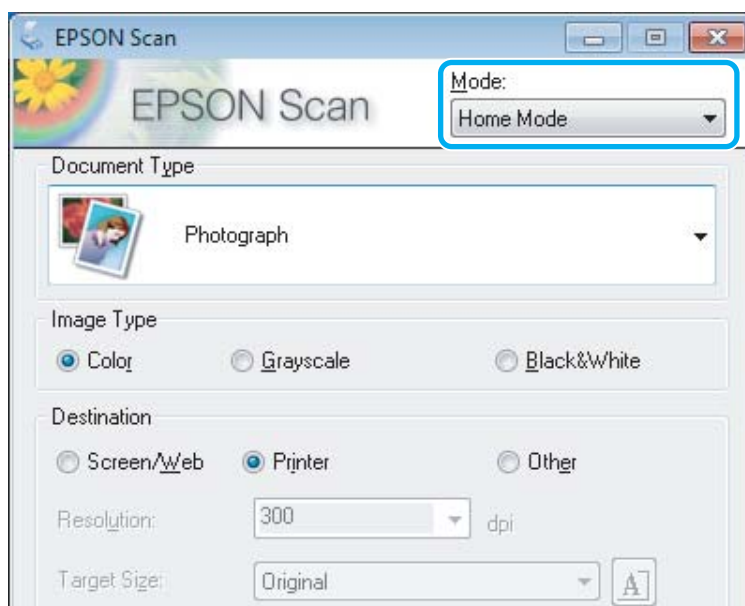 EPSON Scan
EPSON Scan
Mode:
Home Mode
Document Type
Photograph
Image Type
Color Grayscale Black&White
Destination
Screen/Web Printer Other
Resolution: 300 dpi
Target Size: Original A